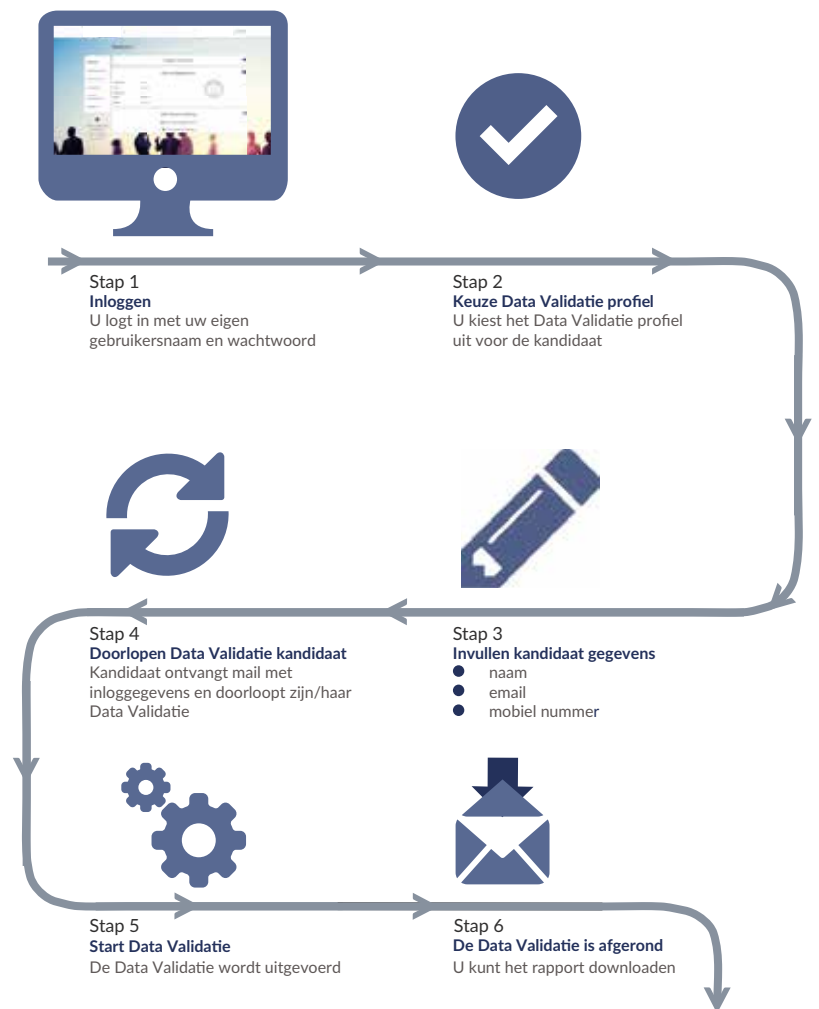 Stap 1
Inloggen
U logt in met uw eigen
gebruikersnaam en wachtwoord
Stap 2
Keuze Data Validatie profiel
U kiest het Data Validatie profiel
uit voor de kandidaat
Stap 3
Invullen kandidaat gegevens
naam
email
mobiel nummer
Stap 4
Doorlopen Data Validatie kandidaat
Kandidaat ontvangt mail met
inloggegevens en doorloopt zijn/haar
Data Validatie
Stap 5
Start Data Validatie
De Data Validatie wordt uitgevoerd
Stap 6
De Data Validatie is afgerond
U kunt het rapport downloaden